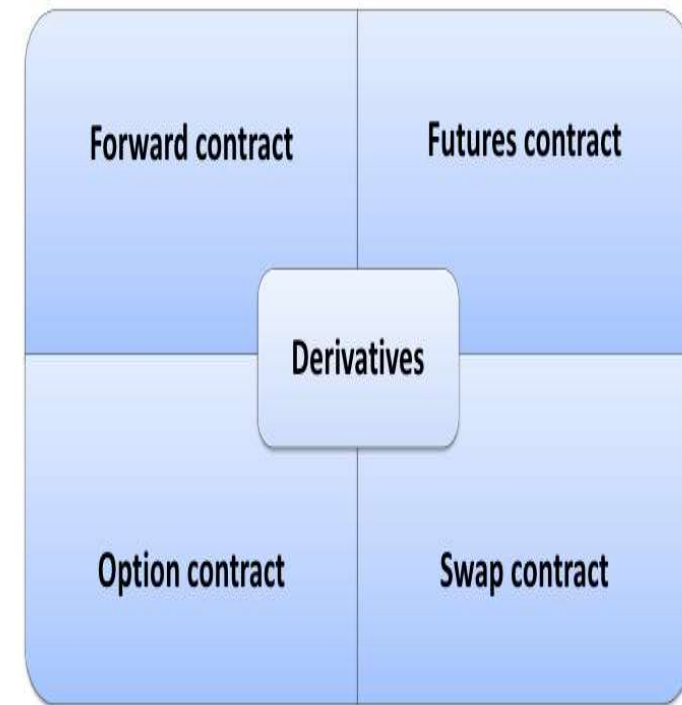 Forward contract
Futures contract
Derivatives
Option contract
Swap contract